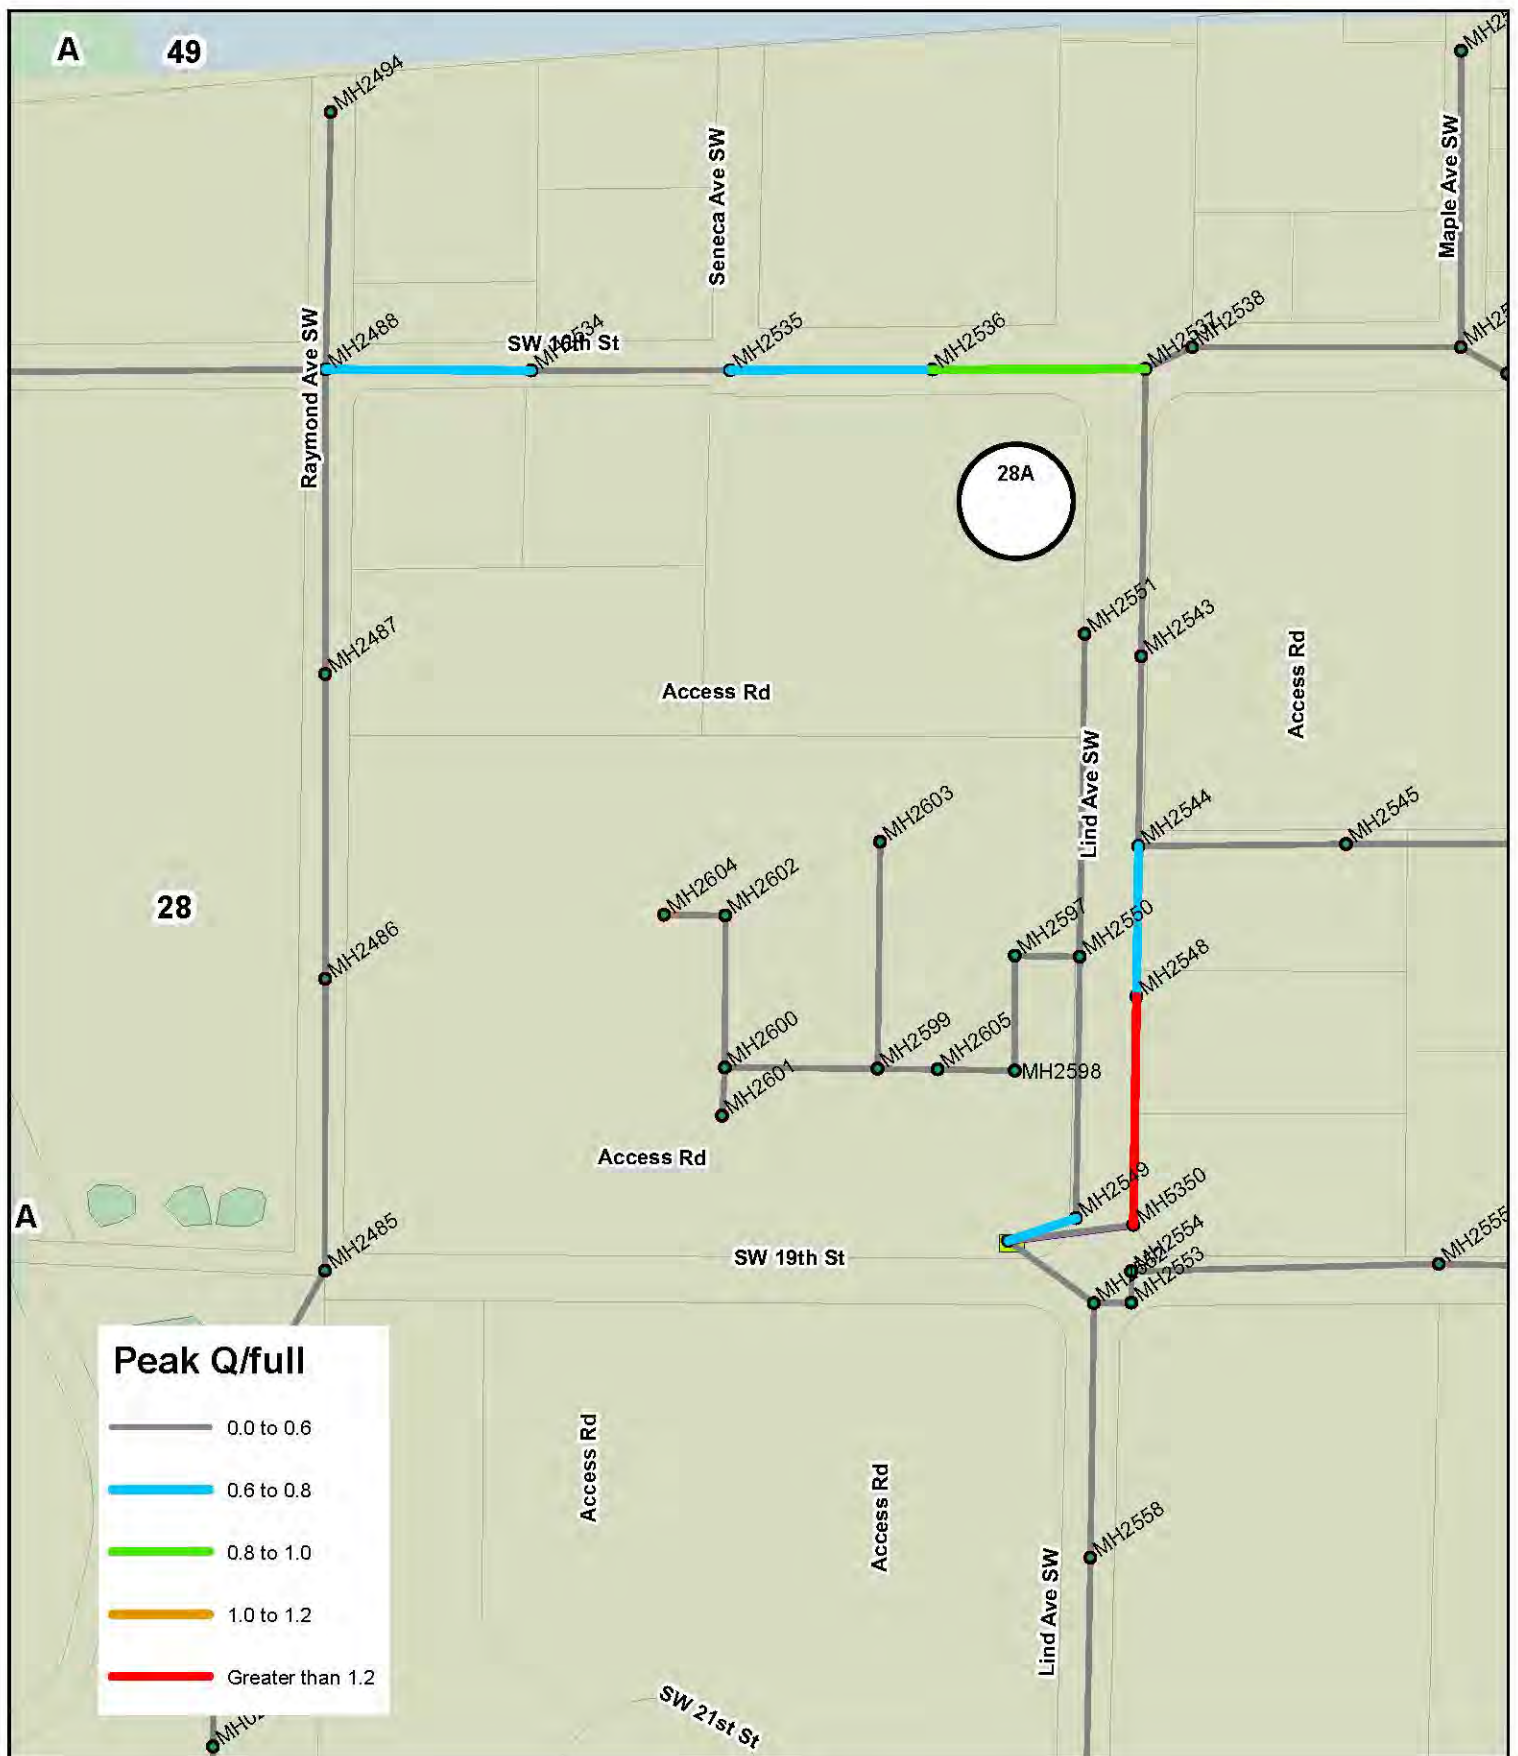 A
49
MH2494
Seneca Ave SW
Maple Ave SW
Raymond Ave SW
MH2488
SW 16th St
MH2535
MH2536
MH2537
MH2538
28A
MH2551
MH2543
MH2487
Access Rd
Access Rd
Lind Ave SW
MH2544
MH2545
MH2603
MH2604
MH2602
28
MH2486
MH2597
MH2550
MH2548
MH2600
MH2599
MH2605
MH2598
MH2601
Access Rd
MH2549
MH5350
A
MH2485
SW 19th St
MH2554
MH2553
MH2555
Peak Q/full
0.0 to 0.6
0.6 to 0.8
0.8 to 1.0
1.0 to 1.2
Greater than 1.2
Access Rd
Access Rd
MH2558
Lind Ave SW
SW 21st St